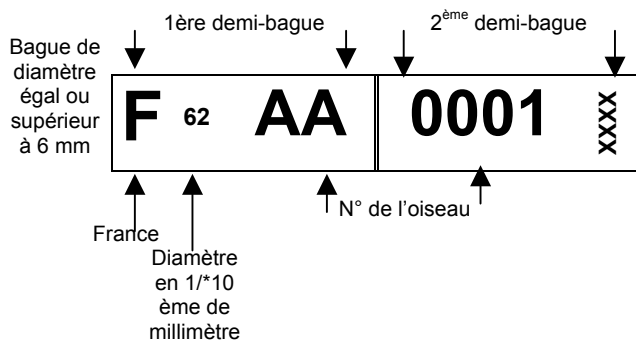 1ère demi-bague
2ème demi-bague
Bague de
diamètre
égal ou
supérieur
à 6 mm
F 62 AA 0001 XXXX
N° de l’oiseau
France
Diamètre
en 1/*10
ème de
millimètre